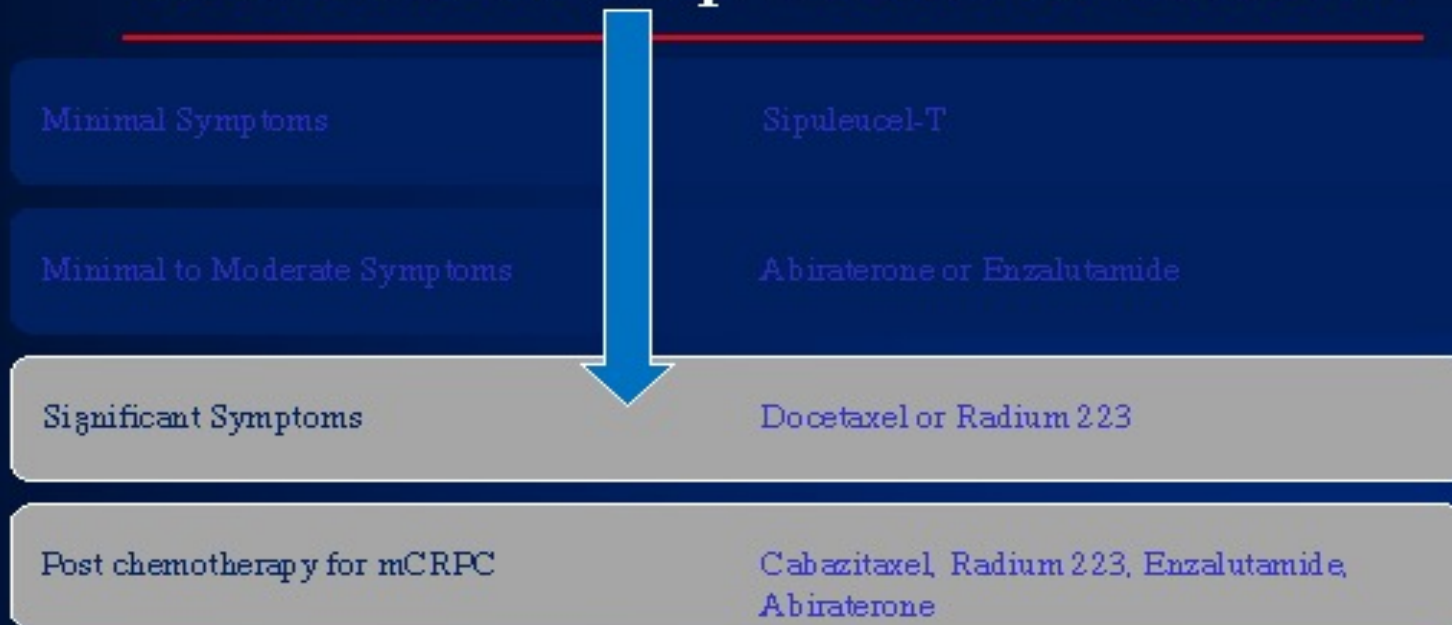 Minimal Symptoms
Sipuleucel-T
Minimal to Moderate Symptoms
Abiraterone or Enzalutamide
Significant Symptoms
Docetaxel or Radium 223
Post chemotherapy for mCRPC
Cabazitaxel, Radium 223, Enzalutamide,
Abiraterone